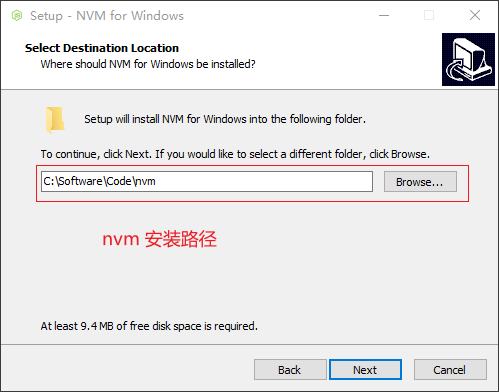 Setup - NVM for Windows
Select Destination Location
Where should NVM for Windows be installed?
Setup will install NVM for Windows into the following folder.
To continue, click Next. If you would like to select a different folder, click Browse.
C:\Software\Code\nvm
Browse...
nvm 安装路径
At least 9.4 MB of free disk space is required.
Back
Next
Cancel